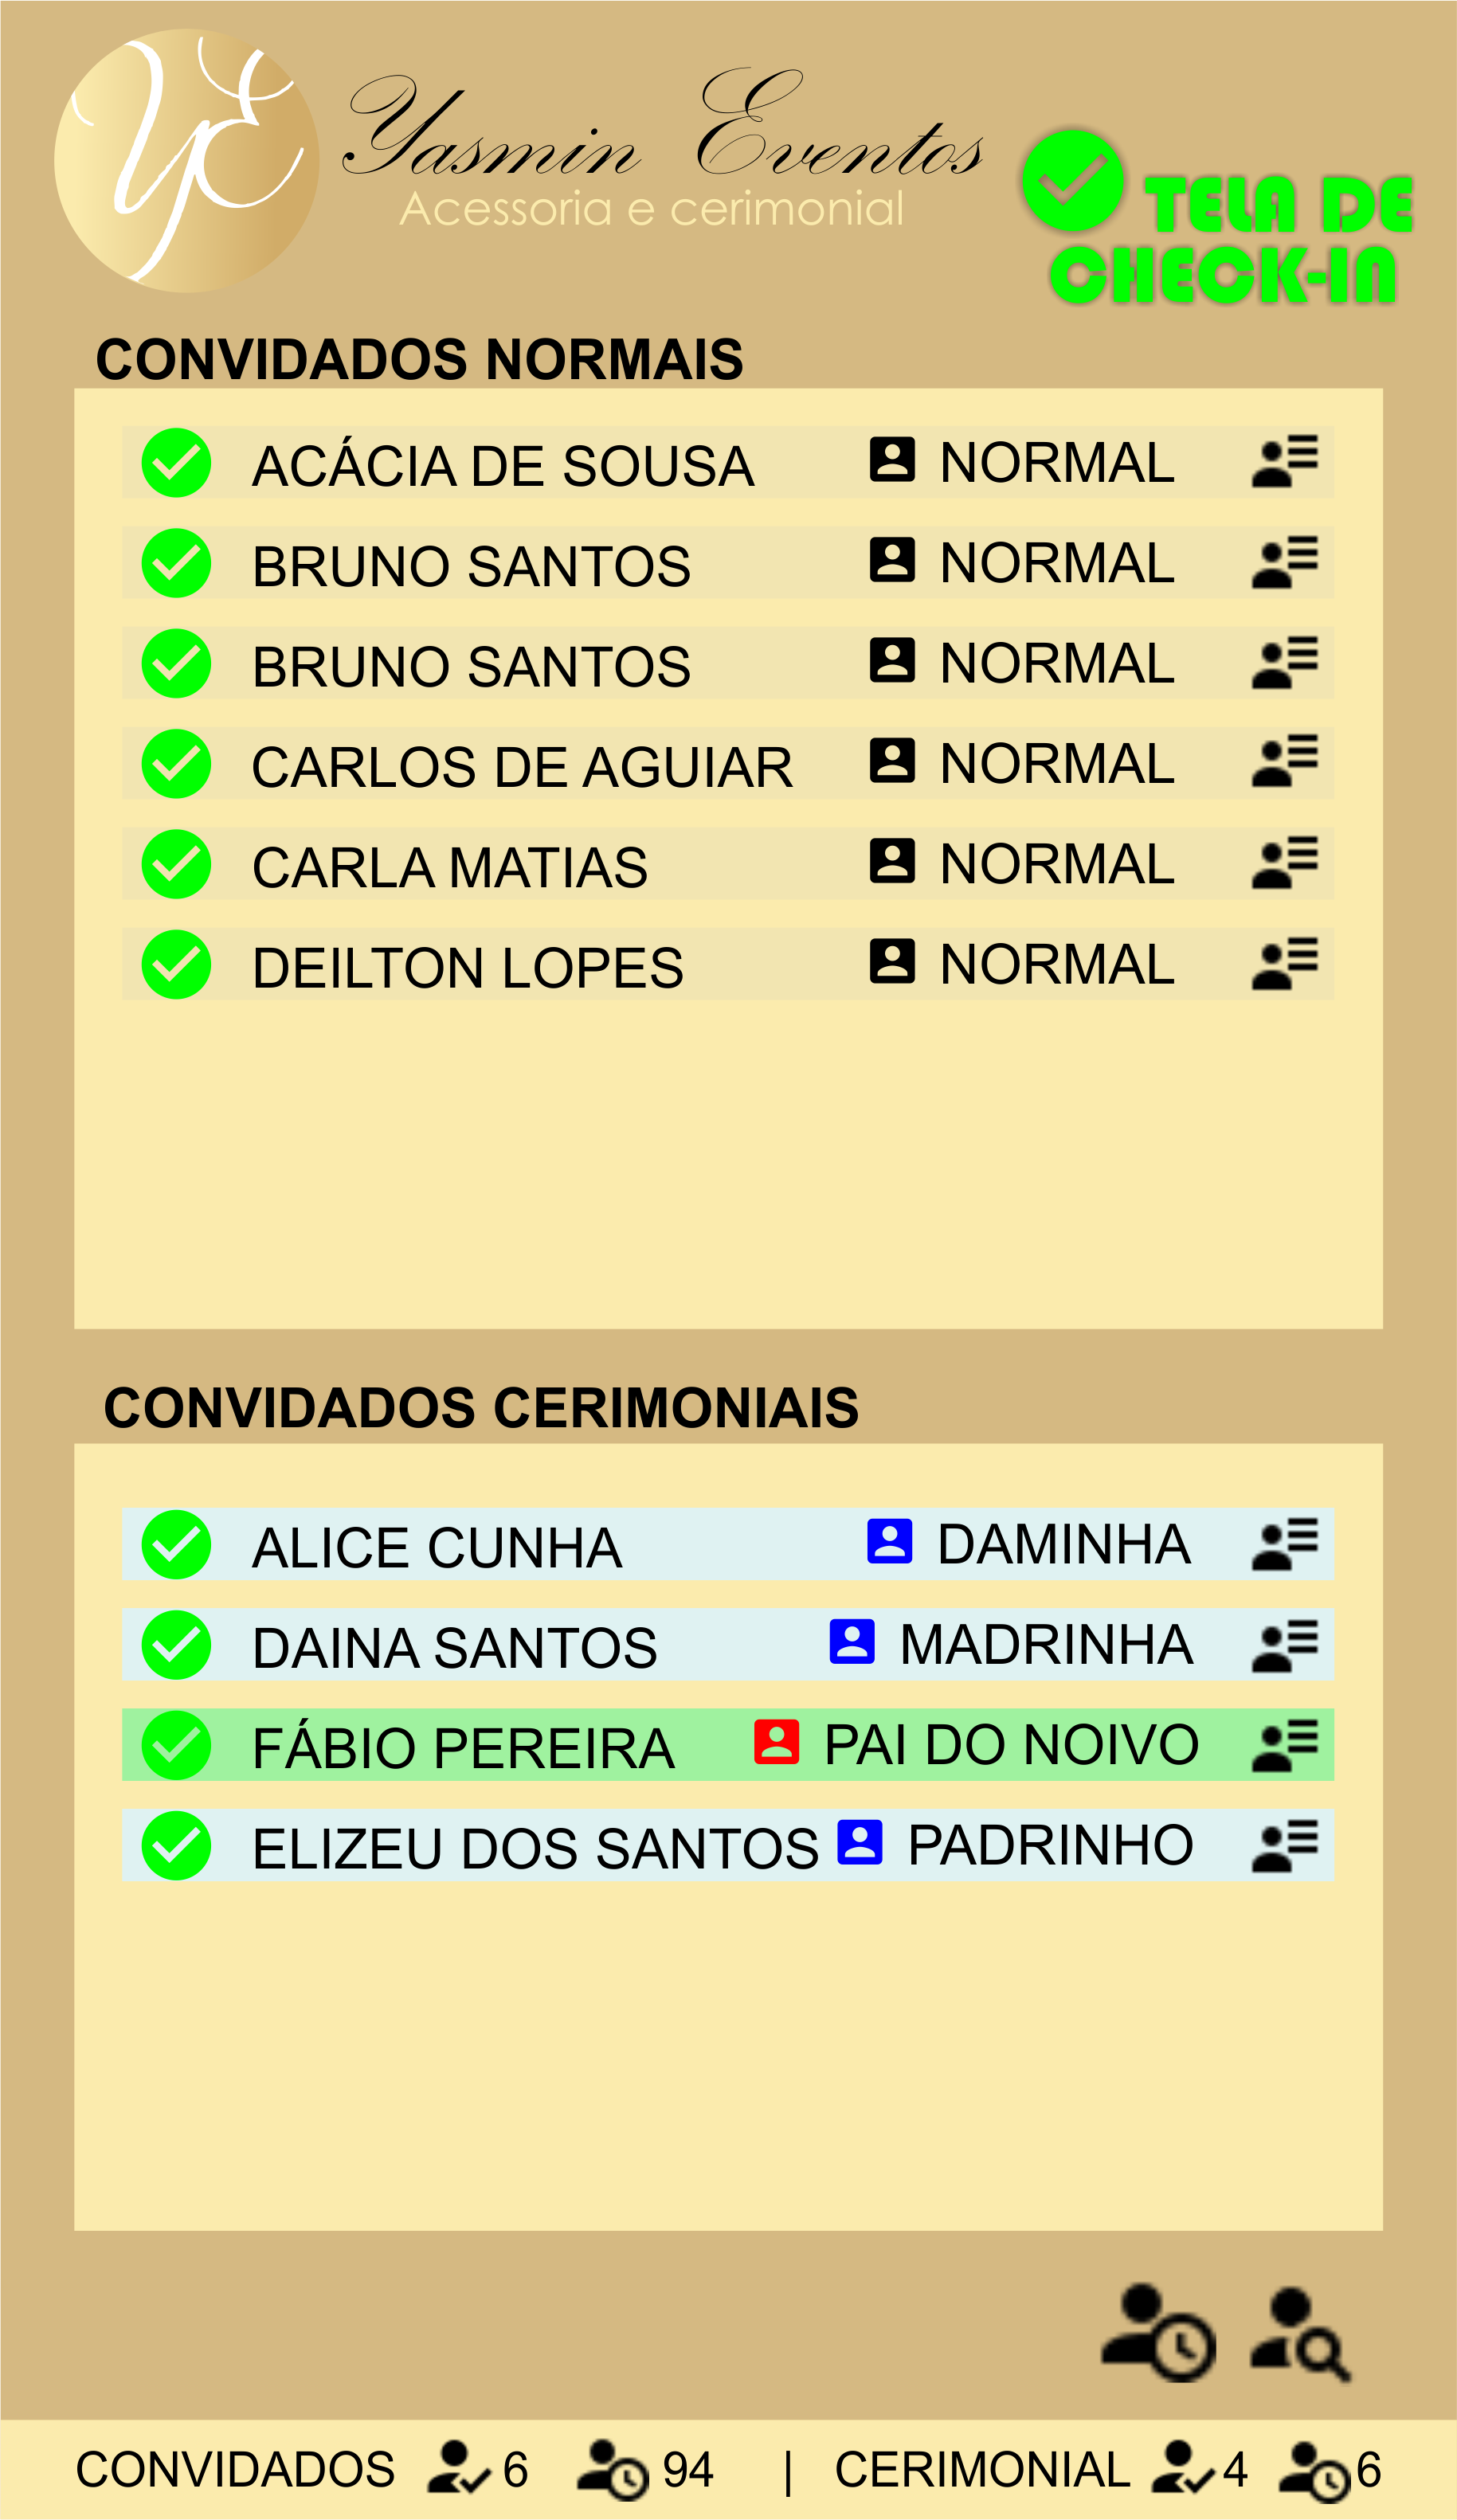 YE
Yasmin Eventos
Acessoria e cerimonial
TELA DE
CHECK-IN
CONVIDADOS NORMAIS
ACÁCIA DE SOUSA NORMAL
BRUNO SANTOS NORMAL
BRUNO SANTOS NORMAL
CARLOS DE AGUIAR NORMAL
CARLA MATIAS NORMAL
DEILTON LOPES NORMAL
CONVIDADOS CERIMONIAIS
ALICE CUNHA DAMINHA
DAINA SANTOS MADRINHA
FÁBIO PEREIRA PAI DO NOIVO
ELIZEU DOS SANTOS PADRINHO
CONVIDADOS 6 94 | CERIMONIAL 4 6